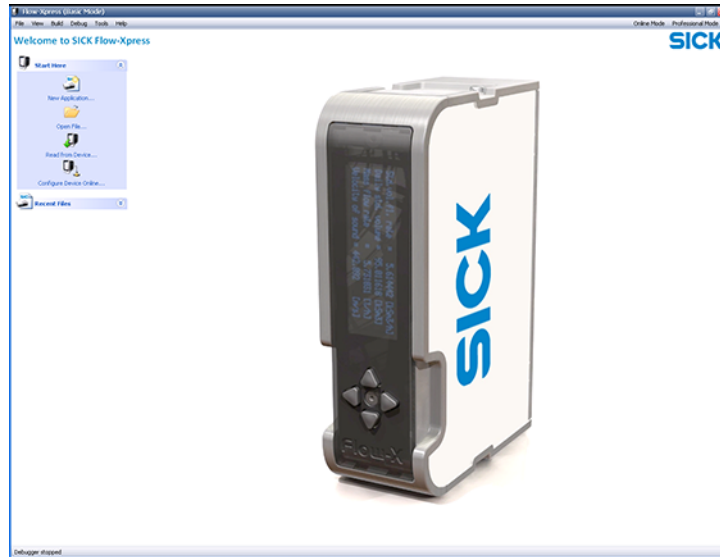 Flow-Xpress (Basic Mode)
File View Build Debug Tools Help
Online Mode Professional Mode
Welcome to SICK Flow-Xpress
SICK
Start Here
New Application...
Open File...
Read from Device...
Configure Device Online...
Recent Files
SICK
Flow-X
Debugger stopped